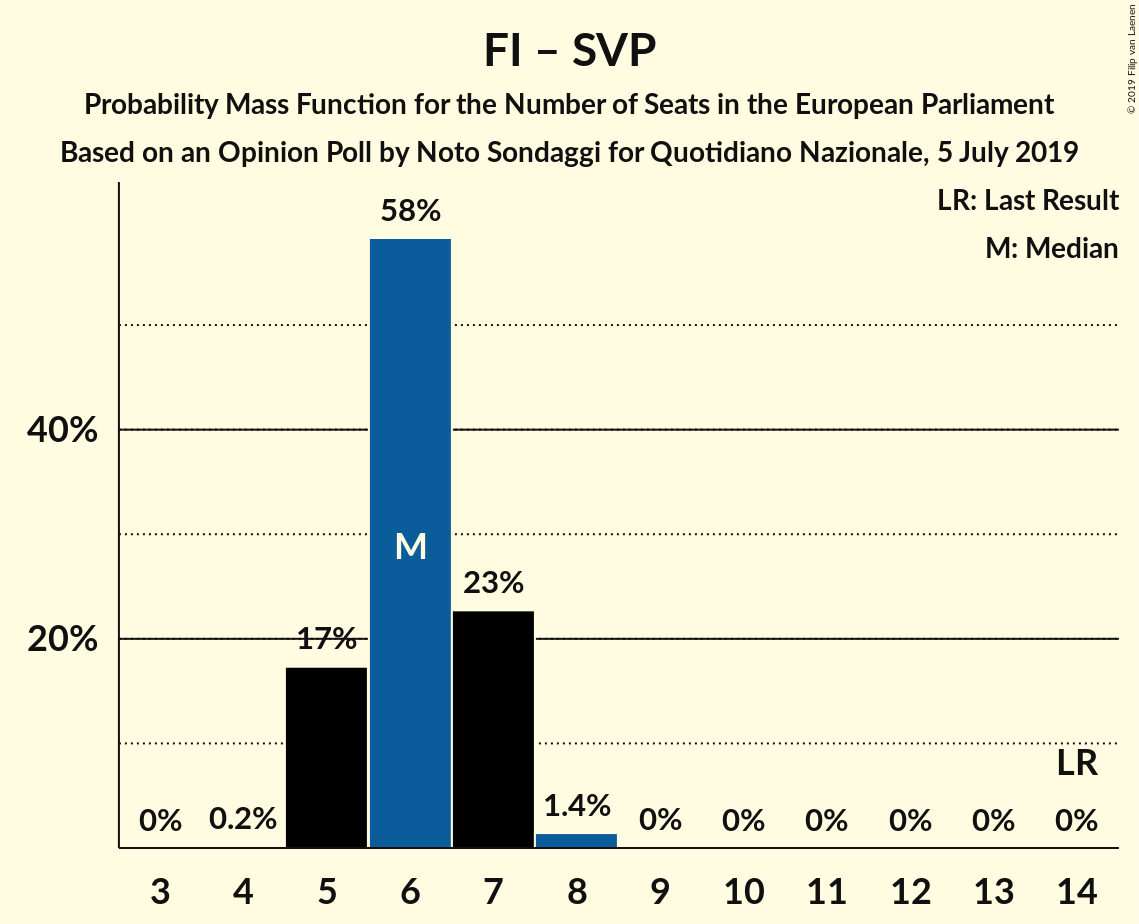 FI – SVP
Probability Mass Function for the Number of Seats in the European Parliament
Based on an Opinion Poll by Noto Sondaggi for Quotidiano Nazionale, 5 July 2019
© 2019 Filip van Laenen
LR: Last Result
M: Median
58%
40%
M
23%
20%
17%
LR
0%
0.2%
1.4%
0%
0%
0%
0%
0%
0%
3 4 5 6 7 8 9 10 11 12 13 14